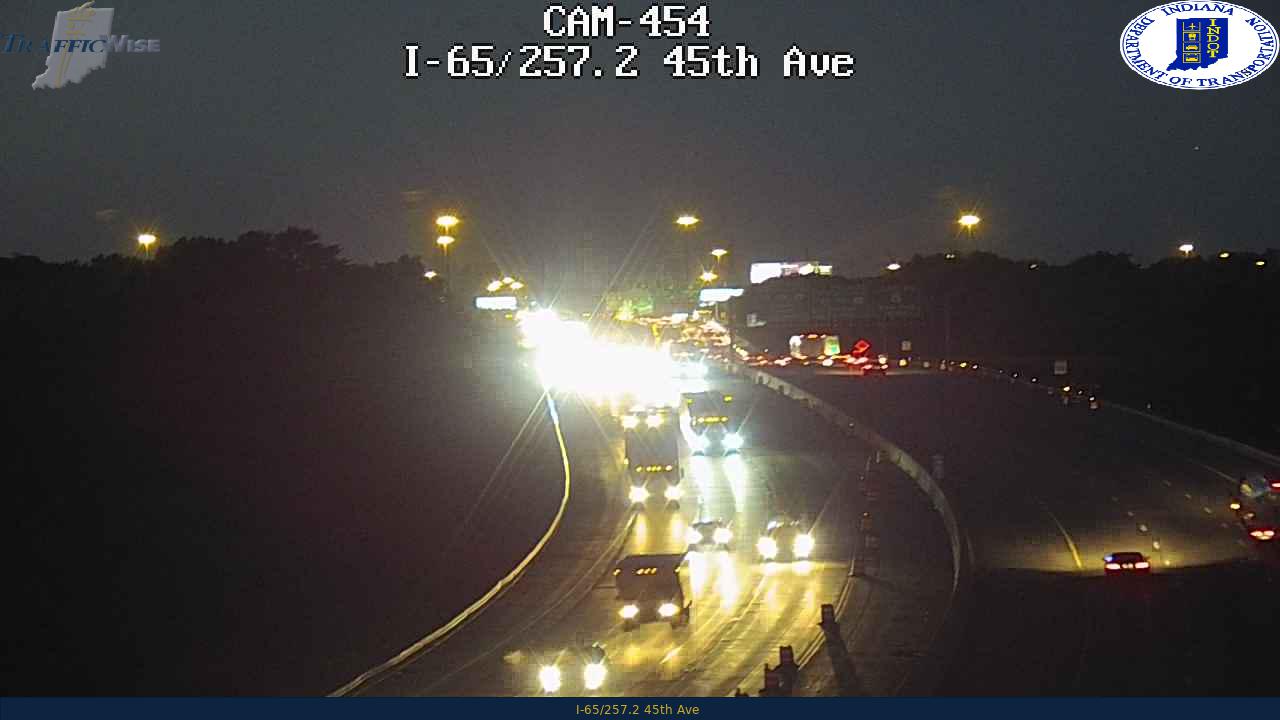 CAM-454
I-65/257.2 45th Ave
TRAFFICWISE
INDIANA
DEPARTMENT OF TRANSPORTATION
INDOT
I-65/257.2 45th Ave